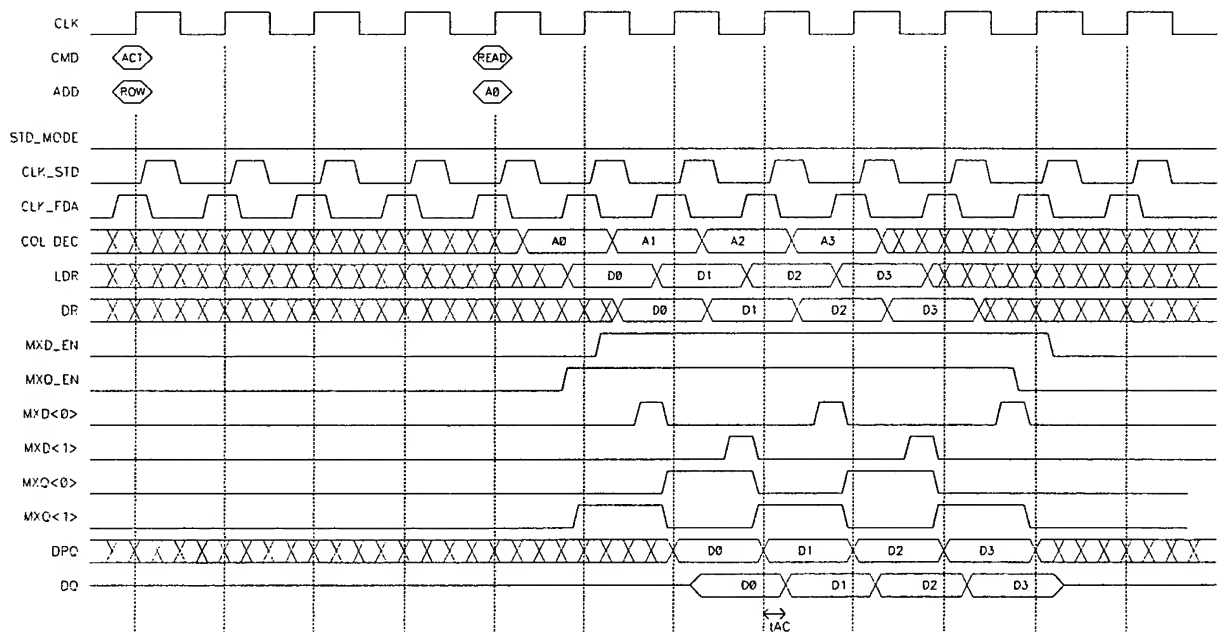 CLK
CMD ACT READ
ADD ROW A0
STD_MODE
CLK_STD
CLK_FDA
COL DEC A0 A1 A2 A3
LDR D0 D1 D2 D3
DR D0 D1 D2 D3
MXD_EN
MXQ_EN
MXD<0>
MXD<1>
MXQ<0>
MXQ<1>
DPQ D0 D1 D2 D3
DQ D0 D1 D2 D3
tAC